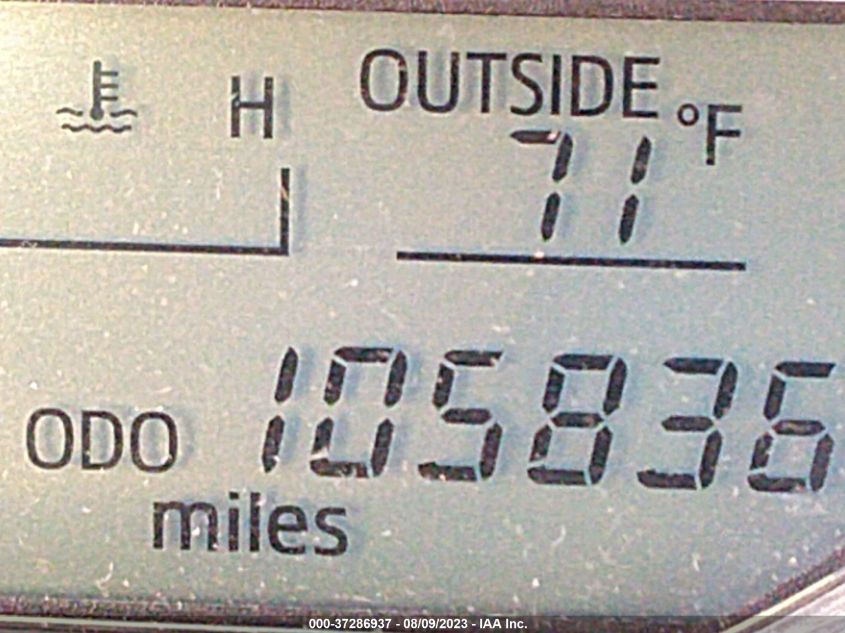 H OUTSIDE
71 °F
ODO 105836
miles
000-37286937 - 08/09/2023 - IAA Inc.